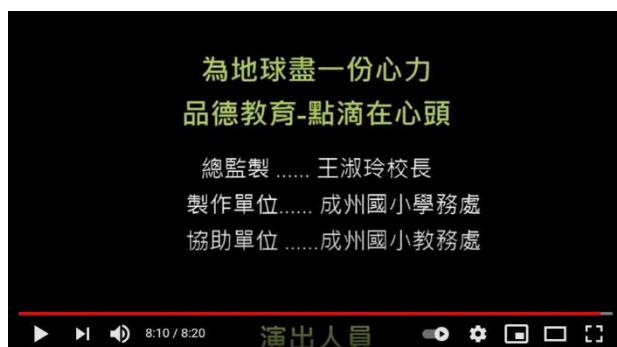 為地球盡一份心力
品德教育-點滴在心頭
總監製 ...... 王淑玲校長
製作單位...... 成州國小學務處
協助單位 ......成州國小教務處
8:10 / 8:20
演出人員